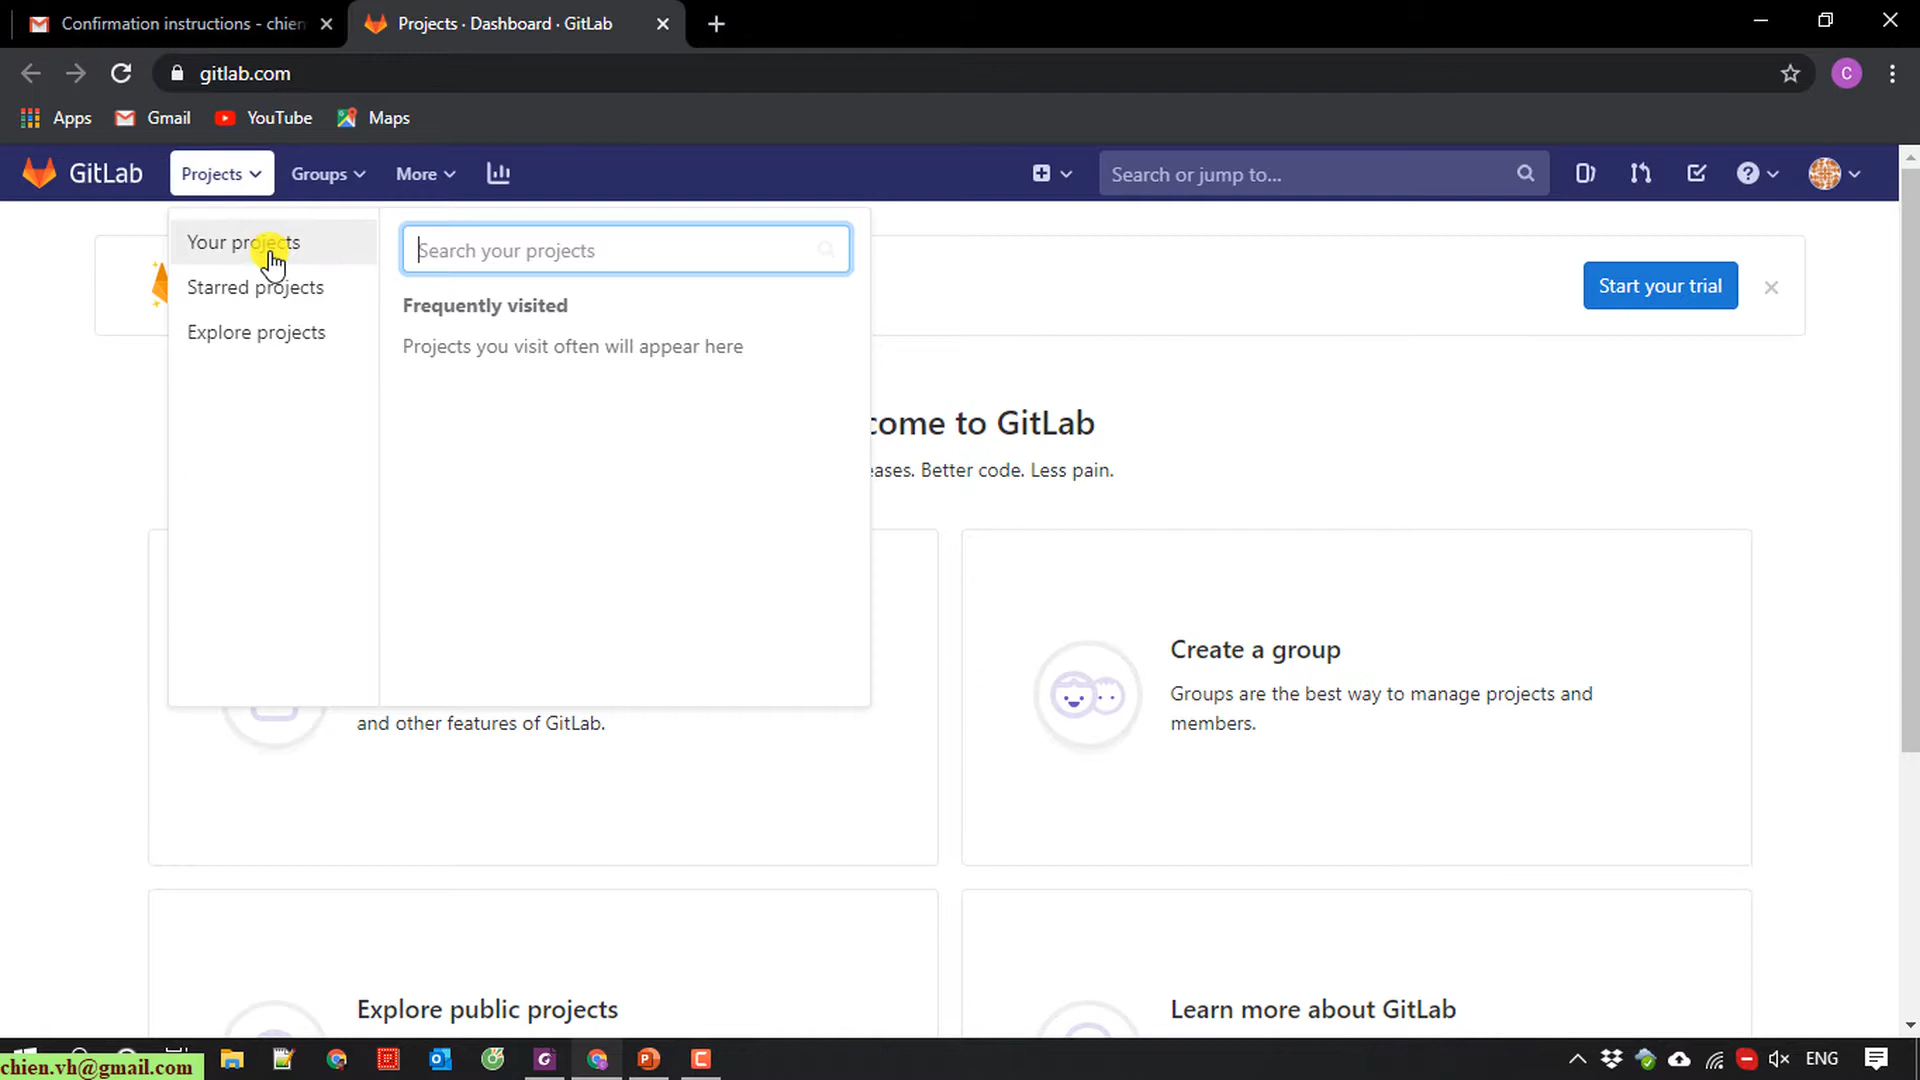 Confirmation instructions - chien
Projects · Dashboard · GitLab
gitlab.com
C
Apps
Gmail
YouTube
Maps
GitLab
Projects
Groups
More
Search or jump to...
Your projects
Starred projects
Explore projects
Search your projects
Frequently visited
Projects you visit often will appear here
Start your trial
come to GitLab
eases. Better code. Less pain.
and other features of GitLab.
Create a group
Groups are the best way to manage projects and
members.
Explore public projects
Learn more about GitLab
chien.vh@gmail.com
ENG